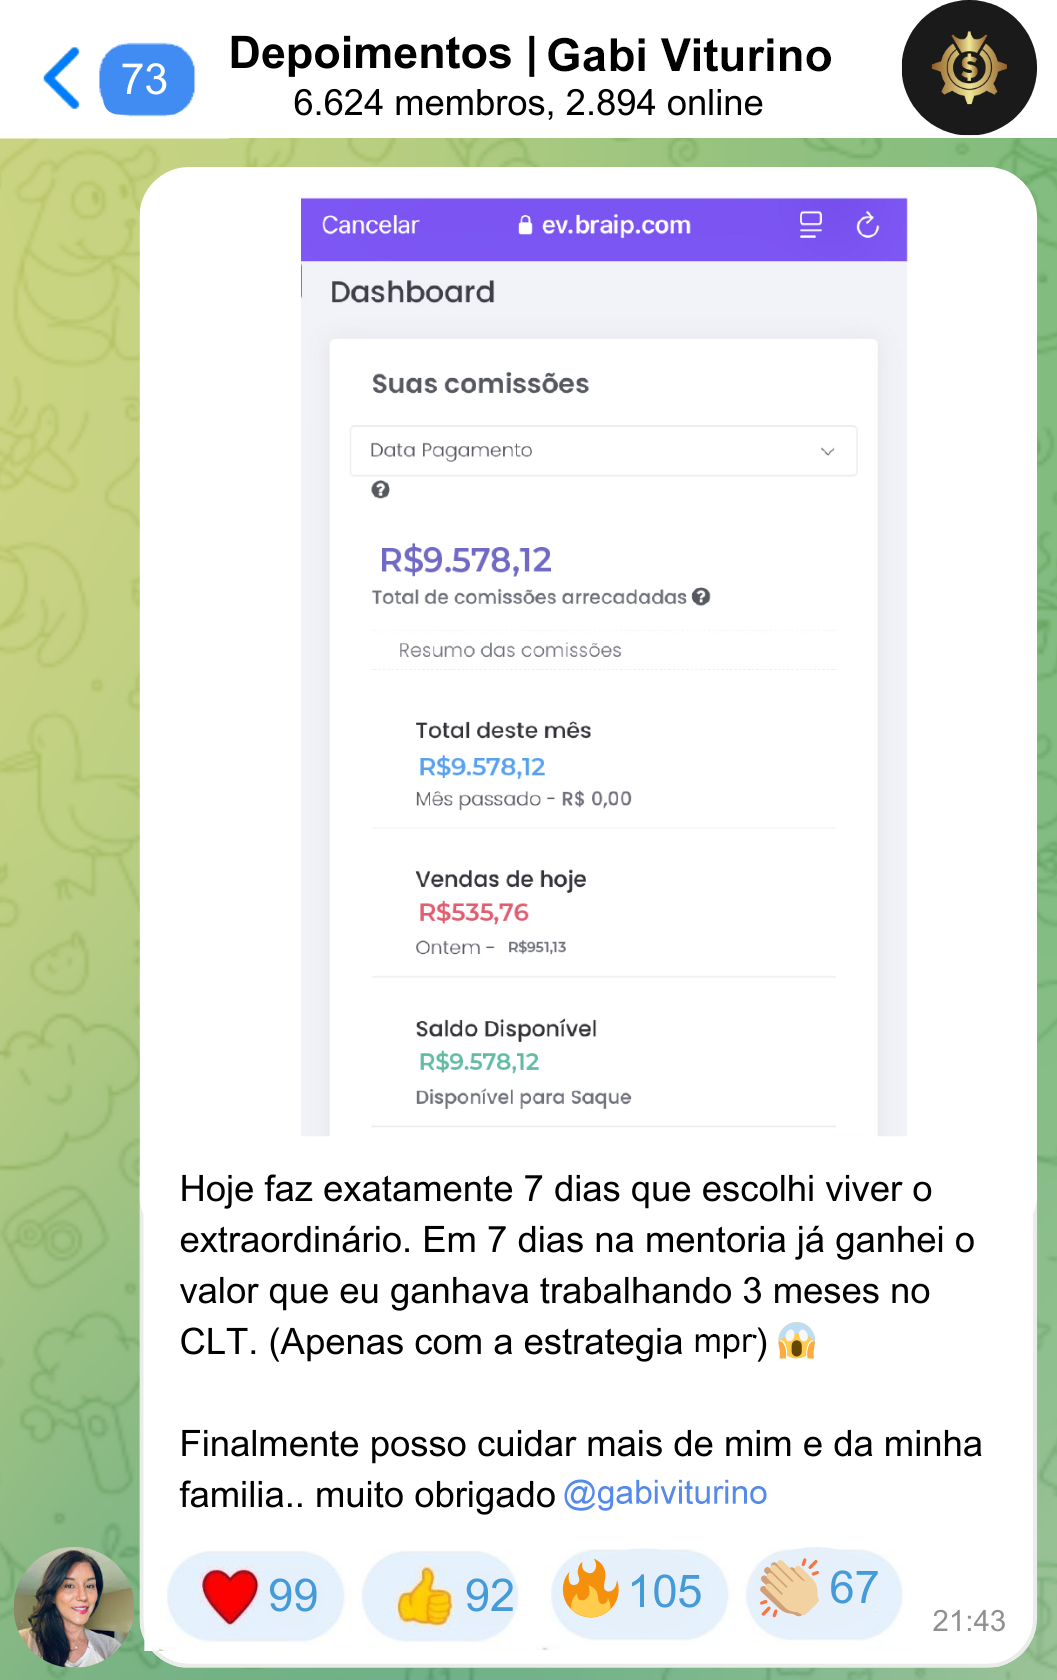 73
Depoimentos | Gabi Viturino
6.624 membros, 2.894 online
$
Cancelar
ev.braip.com
Dashboard
Suas comissões
Data Pagamento
?
R$9.578,12
Total de comissões arrecadadas ?
Resumo das comissões
Total deste mês
R$9.578,12
Mês passado - R$ 0,00
Vendas de hoje
R$535,76
Ontem - R$951,13
Saldo Disponível
R$9.578,12
Disponível para Saque
Hoje faz exatamente 7 dias que escolhi viver o
extraordinário. Em 7 dias na mentoria já ganhei o
valor que eu ganhava trabalhando 3 meses no
CLT. (Apenas com a estrategia mpr) 😱
Finalmente posso cuidar mais de mim e da minha
familia.. muito obrigado @gabiviturino
❤️ 99 👍 92 🔥 105 👏🏼 67
21:43